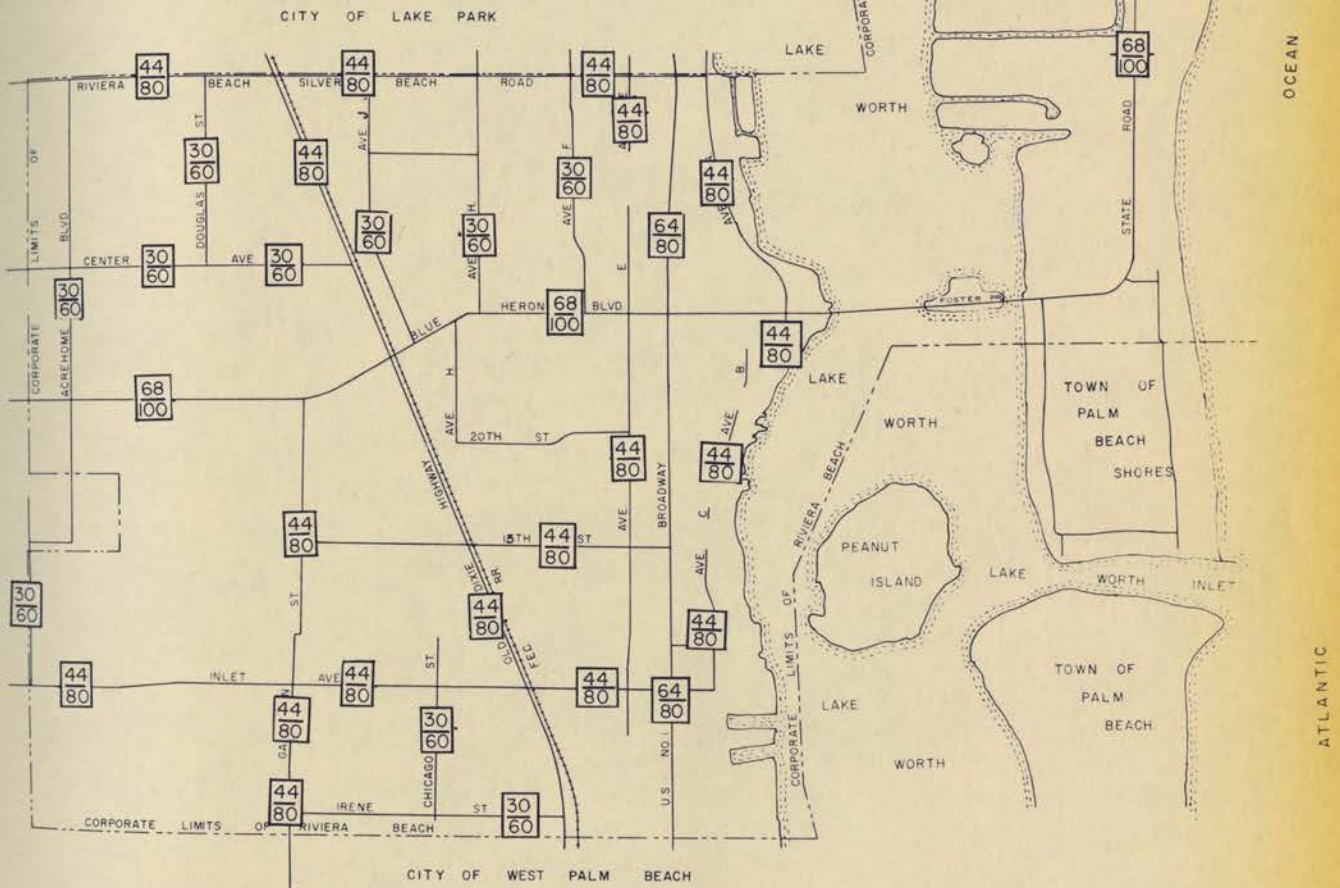 CITY OF LAKE PARK
CORPORA
LAKE
68
100
OCEAN
44
80
RIVIERA BEACH SILVER BEACH ROAD
44
80
44
80
WORTH
STATE ROAD
44
80
DOUGLAS ST
30
60
44
80
AVE J
AVE F
30
60
44
80
AVE
CORPORATE LIMITS OF
ACREHOME BLVD.
30
60
AVE H
30
60
64
80
CENTER AVE
30
60
30
60
AVE E
30
60
BLUE HERON BLVD.
68
100
FOSTER PR
44
80
68
100
AVE H
20TH ST
44
80
BROADWAY
AVE B
44
80
LAKE
WORTH
TOWN OF
PALM
BEACH
SHORES
OLD DIXIE HIGHWAY
FEC RR
44
80
13TH ST
44
80
AVE C
CORPORATE LIMITS OF RIVIERA BEACH
PEANUT
ISLAND
LAKE WORTH INLET
30
60
ST
44
80
44
80
44
80
INLET AVE
44
80
44
80
64
80
LAKE
TOWN OF
PALM
BEACH
ATLANTIC
GA N
44
80
CHICAGO ST
30
60
U.S. NO 1
WORTH
44
80
IRENE ST
30
60
CORPORATE LIMITS OF RIVIERA BEACH
CITY OF WEST PALM BEACH